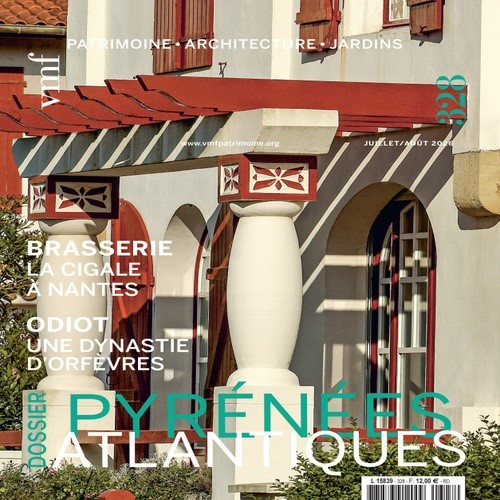 PATRIMOINE • ARCHITECTURE • JARDINS
vmf
328
www.vmfpatrimoine.org
JUILLET/AOÛT 2026
BRASSERIE
LA CIGALE
À NANTES
ODIOT
UNE DYNASTIE
D'ORFÈVRES
DOSSIER
PYRÉNÉES
ATLANTIQUES
L 15839 - 328 - F: 12,00 € - RD